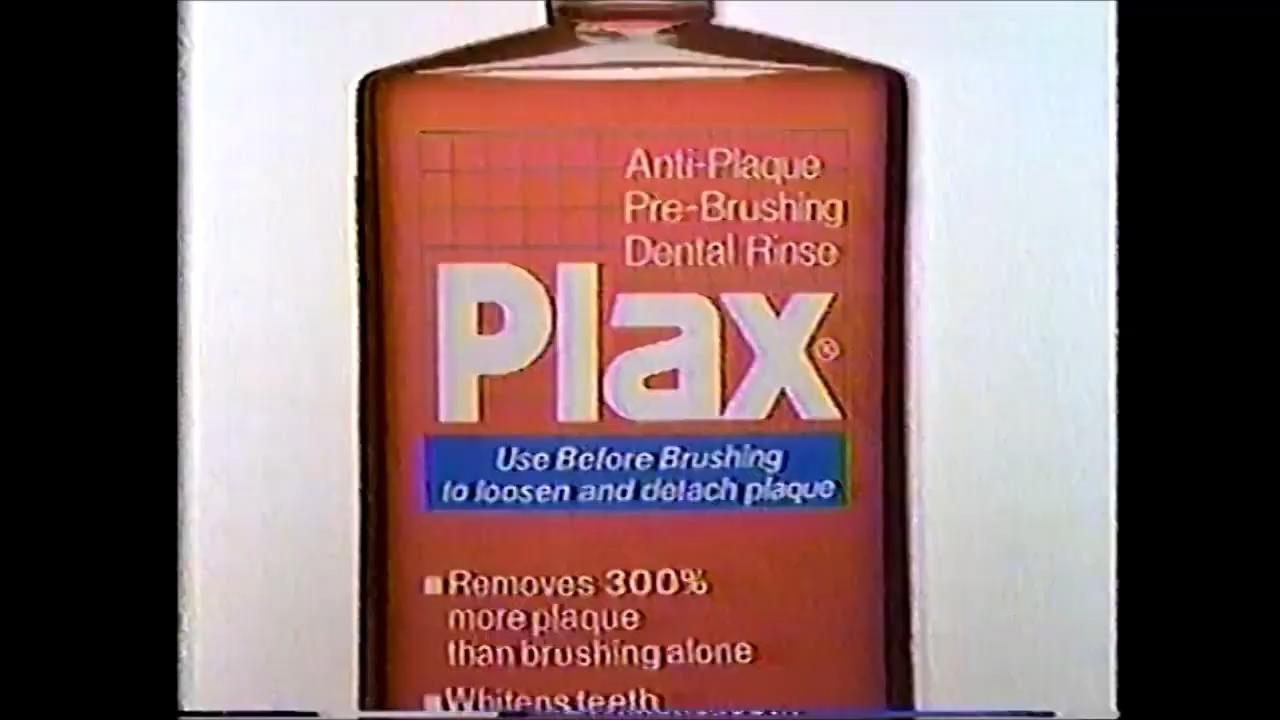 Anti-Plaque
Pre-Brushing
Dental Rinse
Plax®
Use Before Brushing
to loosen and detach plaque
■ Removes 300%
more plaque
than brushing alone
■ Whitens teeth